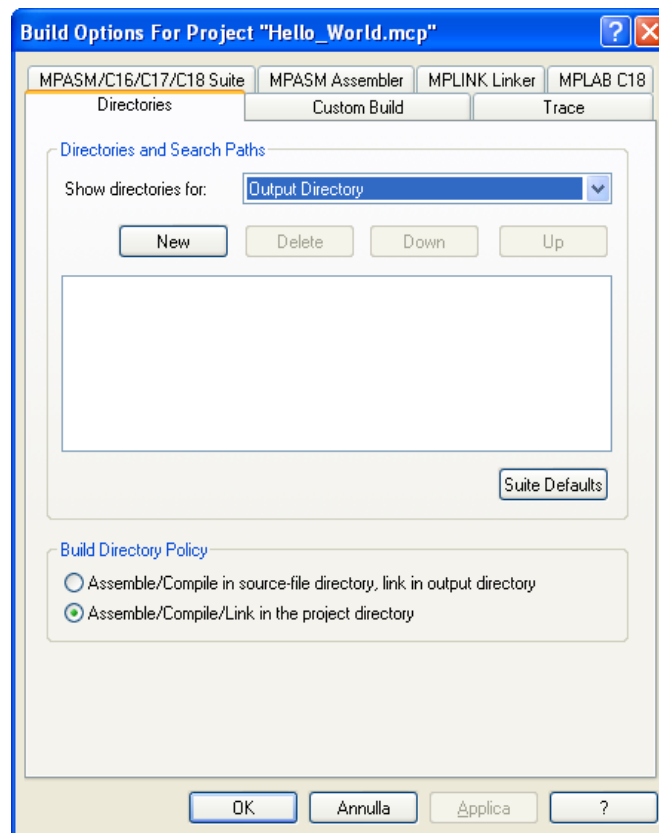 Build Options For Project "Hello_World.mcp"
?
MPASM/C16/C17/C18 Suite MPASM Assembler MPLINK Linker MPLAB C18
Directories Custom Build Trace
Directories and Search Paths
Show directories for: Output Directory
New Delete Down Up
Suite Defaults
Build Directory Policy
Assemble/Compile in source-file directory, link in output directory
Assemble/Compile/Link in the project directory
OK Annulla Applica ?